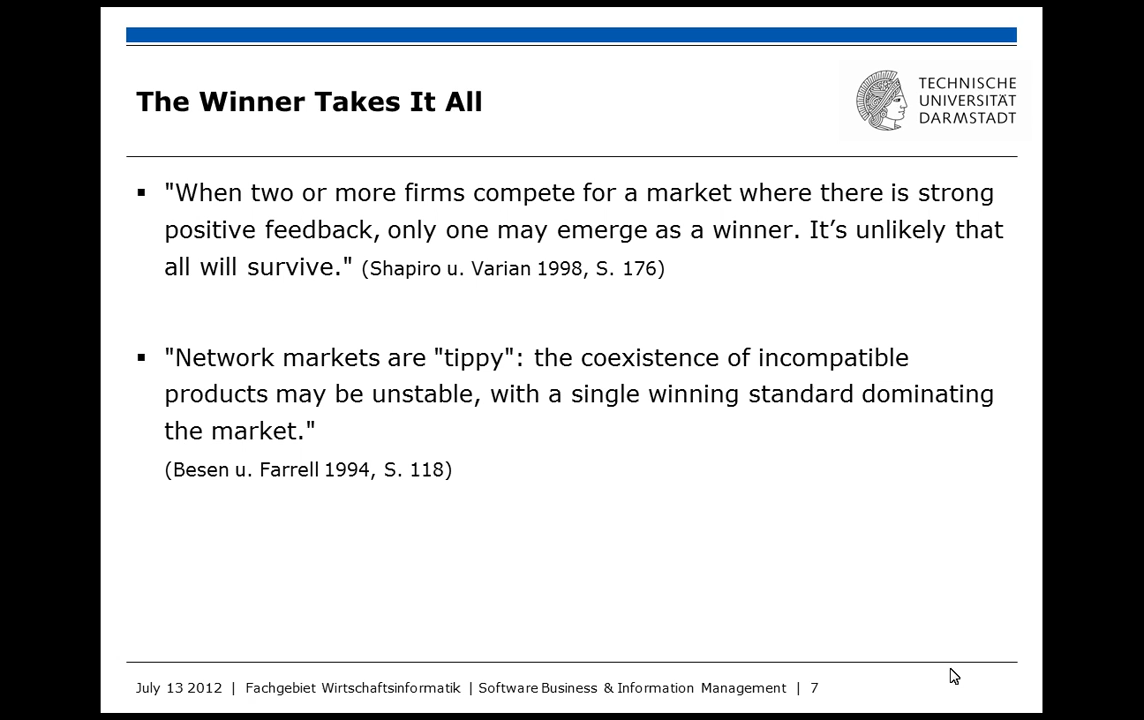 The Winner Takes It All
TECHNISCHE
UNIVERSITÄT
DARMSTADT
▪ "When two or more firms compete for a market where there is strong
positive feedback, only one may emerge as a winner. It’s unlikely that
all will survive." (Shapiro u. Varian 1998, S. 176)
▪ "Network markets are "tippy": the coexistence of incompatible
products may be unstable, with a single winning standard dominating
the market."
(Besen u. Farrell 1994, S. 118)
July 13 2012 | Fachgebiet Wirtschaftsinformatik | Software Business & Information Management | 7